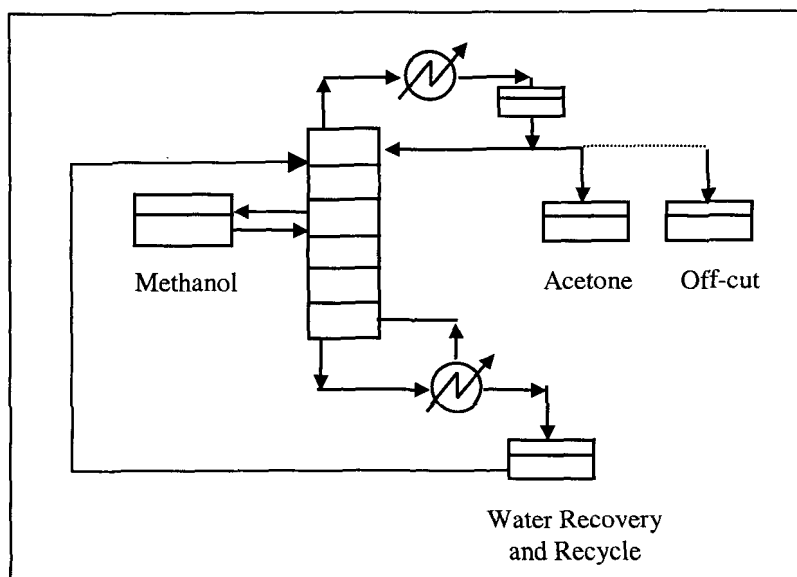 Methanol
Acetone
Off-cut
Water Recovery
and Recycle